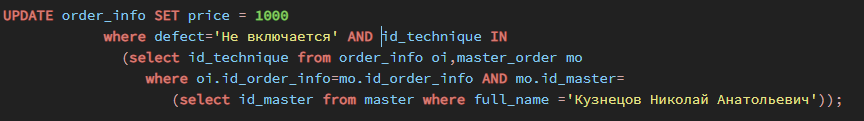 UPDATE order_info SET price = 1000
where defect='Не включается' AND id_technique IN
(select id_technique from order_info oi,master_order mo
where oi.id_order_info=mo.id_order_info AND mo.id_master=
(select id_master from master where full_name ='Кузнецов Николай Анатольевич'));